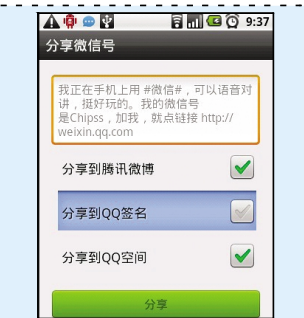 9:37
分享微信号
我正在手机上用 #微信#，可以语音对
讲，挺好玩的。我的微信号
是Chipss，加我，就点链接 http://
weixin.qq.com
分享到腾讯微博
分享到QQ签名
分享到QQ空间
分享